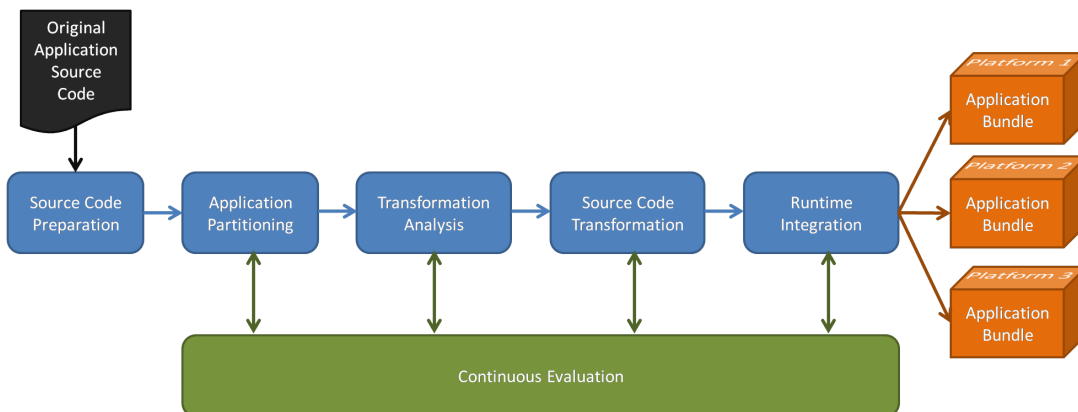 Original
Application
Source
Code
Source Code
Preparation
Application
Partitioning
Transformation
Analysis
Source Code
Transformation
Runtime
Integration
Platform 1
Application
Bundle
Platform 2
Application
Bundle
Platform 3
Application
Bundle
Continuous Evaluation